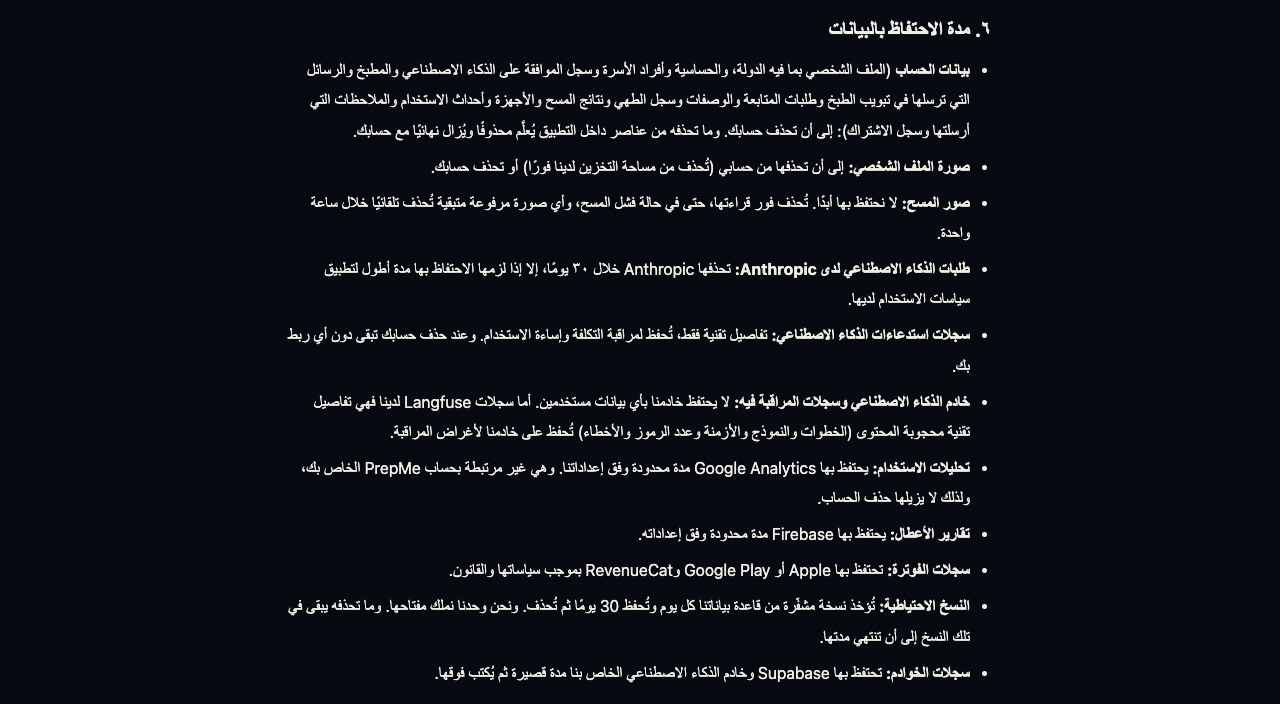 ٦. مدة الاحتفاظ بالبيانات
• بيانات الحساب (الملف الشخصي بما فيه الدولة، والحساسية وأفراد الأسرة وسجل الموافقة على الذكاء الاصطناعي والمطبخ والرسائل
التي ترسلها في تبويب الطبخ وطلبات المتابعة والوصفات وسجل الطهي ونتائج المسح والأجهزة وأحداث الاستخدام والملاحظات التي
أرسلتها وسجل الاشتراك): إلى أن تحذف حسابك. وما تحذفه من عناصر داخل التطبيق يُعلَّم محذوفًا ويُزال نهائيًا مع حسابك.
• صورة الملف الشخصي: إلى أن تحذفها من حسابي (تُحذف من مساحة التخزين لدينا فورًا) أو تحذف حسابك.
• صور المسح: لا نحتفظ بها أبدًا. تُحذف فور قراءتها، حتى في حالة فشل المسح، وأي صورة مرفوعة متبقية تُحذف تلقائيًا خلال ساعة
واحدة.
• طلبات الذكاء الاصطناعي لدى Anthropic: تحذفها Anthropic خلال ٣٠ يومًا، إلا إذا لزمها الاحتفاظ بها مدة أطول لتطبيق
سياسات الاستخدام لديها.
• سجلات استدعاءات الذكاء الاصطناعي: تفاصيل تقنية فقط، تُحفظ لمراقبة التكلفة وإساءة الاستخدام. وعند حذف حسابك تبقى دون أي ربط
بك.
• خادم الذكاء الاصطناعي وسجلات المراقبة فيه: لا يحتفظ خادمنا بأي بيانات مستخدمين. أما سجلات Langfuse لدينا فهي تفاصيل
تقنية محجوبة المحتوى (الخطوات والنموذج والأزمنة وعدد الرموز والأخطاء) تُحفظ على خادمنا لأغراض المراقبة.
• تحليلات الاستخدام: يحتفظ بها Google Analytics مدة محدودة وفق إعداداتنا. وهي غير مرتبطة بحساب PrepMe الخاص بك،
ولذلك لا يزيلها حذف الحساب.
• تقارير الأعطال: يحتفظ بها Firebase مدة محدودة وفق إعداداته.
• سجلات الفوترة: تحتفظ بها Apple أو Google Play وRevenueCat بموجب سياساتها والقانون.
• النسخ الاحتياطية: تُؤخذ نسخة مشفّرة من قاعدة بياناتنا كل يوم وتُحفظ 30 يومًا ثم تُحذف. ونحن وحدنا نملك مفتاحها. وما تحذفه يبقى في
تلك النسخ إلى أن تنتهي مدتها.
• سجلات الخوادم: تحتفظ بها Supabase وخادم الذكاء الاصطناعي الخاص بنا مدة قصيرة ثم يُكتب فوقها.